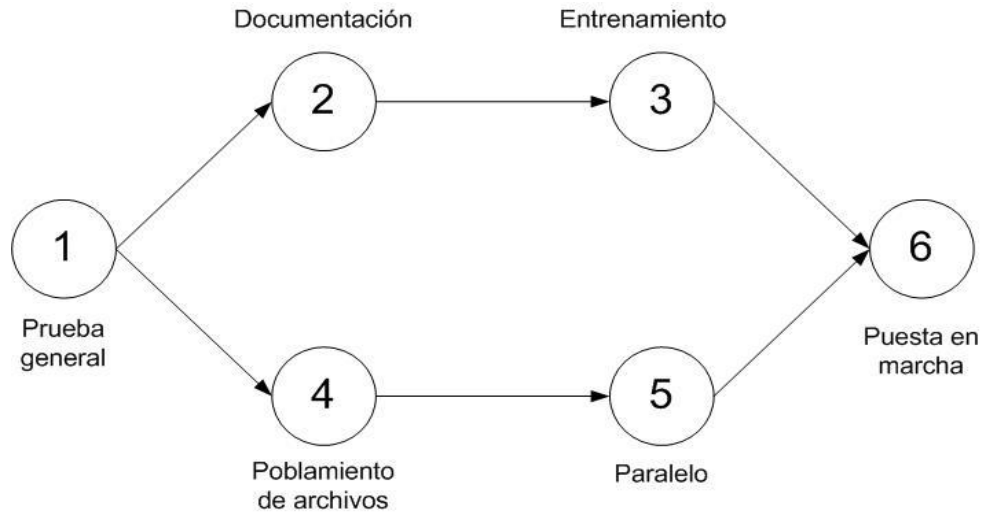 Documentación
Entrenamiento
2
3
1
6
Prueba
general
Puesta en
marcha
4
5
Poblamiento
de archivos
Paralelo